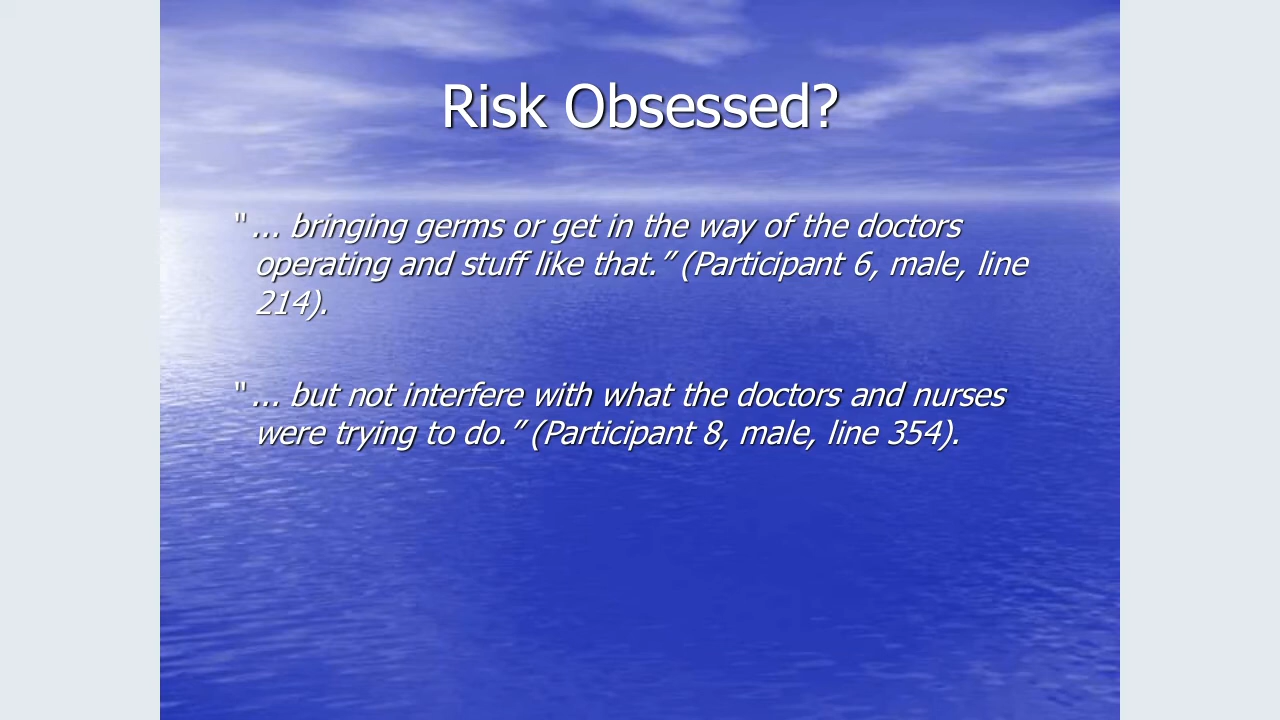 Risk Obsessed?
“ ... bringing germs or get in the way of the doctors
operating and stuff like that.” (Participant 6, male, line
214).
“ ... but not interfere with what the doctors and nurses
were trying to do.” (Participant 8, male, line 354).